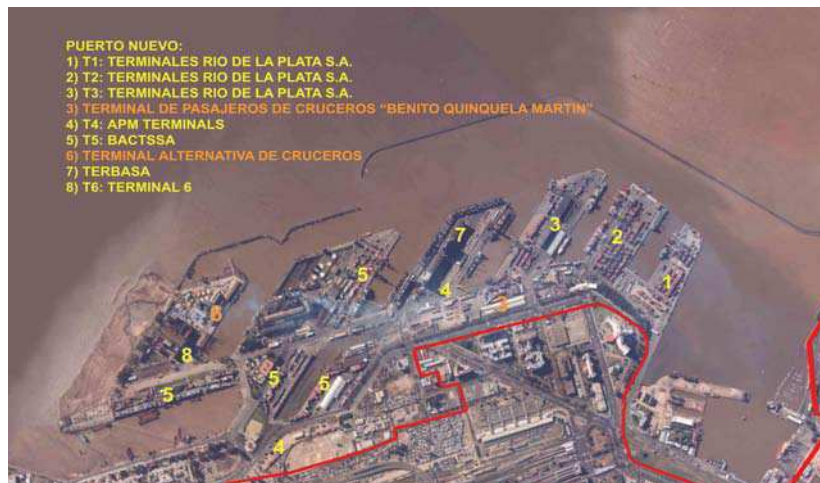 PUERTO NUEVO:
1) T1: TERMINALES RIO DE LA PLATA S.A.
2) T2: TERMINALES RIO DE LA PLATA S.A.
3) T3: TERMINALES RIO DE LA PLATA S.A.
3) TERMINAL DE PASAJEROS DE CRUCEROS “BENITO QUINQUELA MARTIN”
4) T4: APM TERMINALS
5) T5: BACTSSA
6) TERMINAL ALTERNATIVA DE CRUCEROS
7) TERBASA
8) T6: TERMINAL 6
7
3
2
5
4
3
1
6
8
5
5
5
4